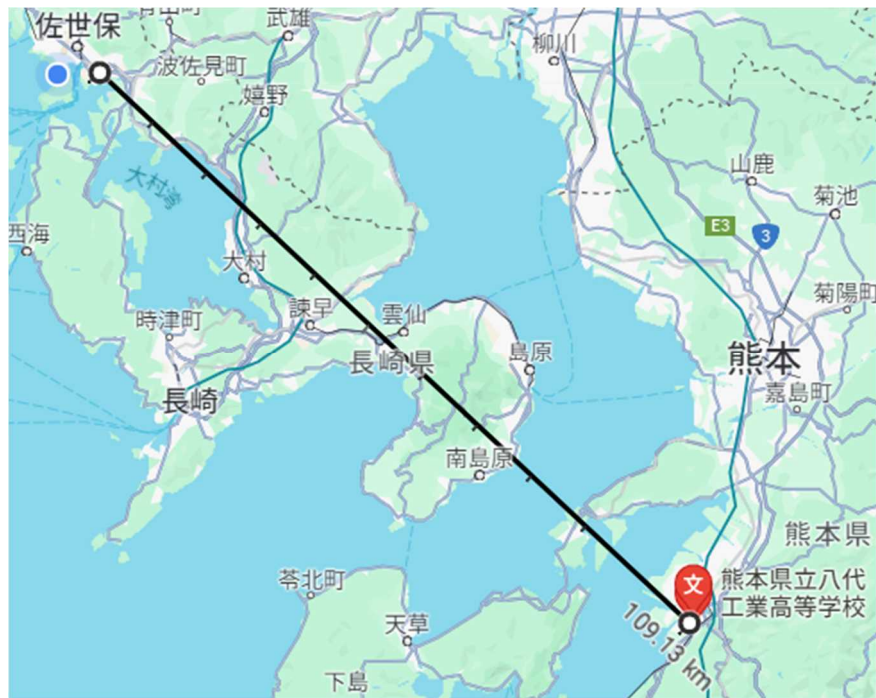 佐世保
武雄
波佐見町
嬉野
柳川
大村湾
山鹿
菊池
E3
3
西海
大村
菊陽町
時津町
諫早
雲仙
長崎県
島原
熊本
嘉島町
長崎
南島原
熊本県
苓北町
文
熊本県立八代
工業高等学校
109.13 km
天草
下島